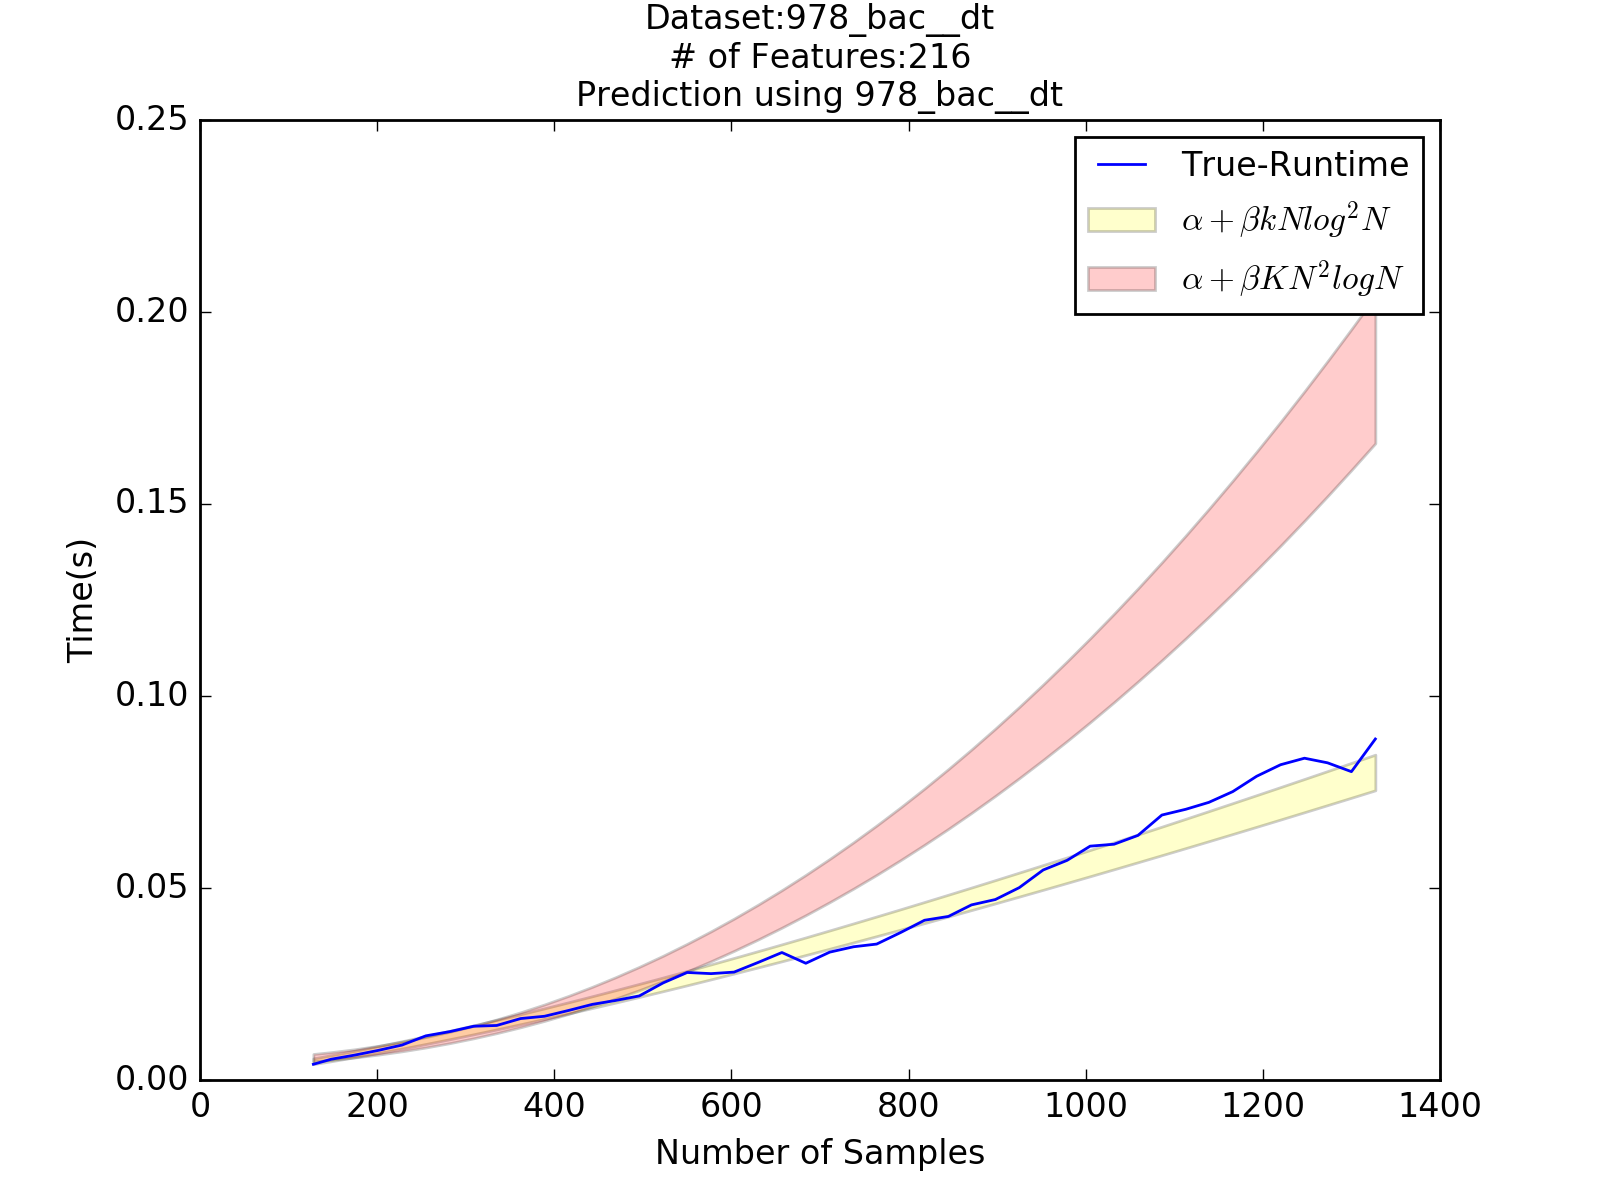 Dataset:978_bac__dt
# of Features:216
Prediction using 978_bac__dt
0.25
0.20
0.15
0.10
0.05
0.00
Time(s)
True-Runtime
α + βkNlog²N
α + βKN²logN
0 200 400 600 800 1000 1200 1400
Number of Samples